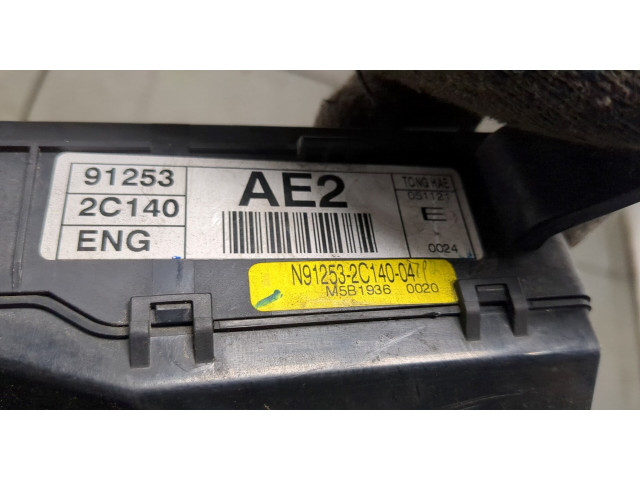 91253
2C140
ENG
AE2
TONG HAE
051121
E
0024
N91253-2C140-047
M5B1936 0020